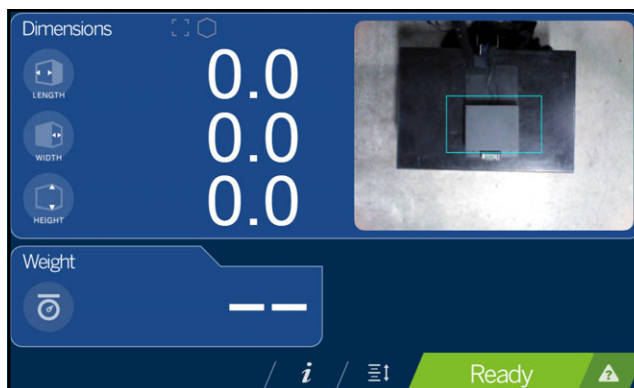 Dimensions
LENGTH
0.0
WIDTH
0.0
HEIGHT
0.0
Weight
--
i
Ready
?